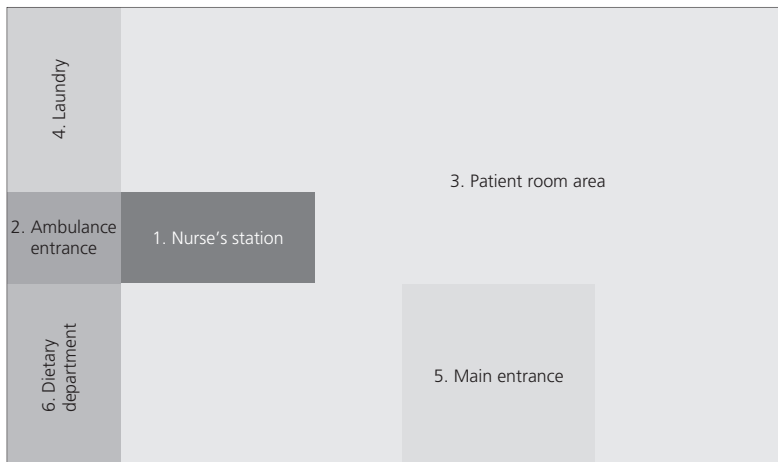 4. Laundry
3. Patient room area
2. Ambulance
entrance
1. Nurse's station
6. Dietary
department
5. Main entrance